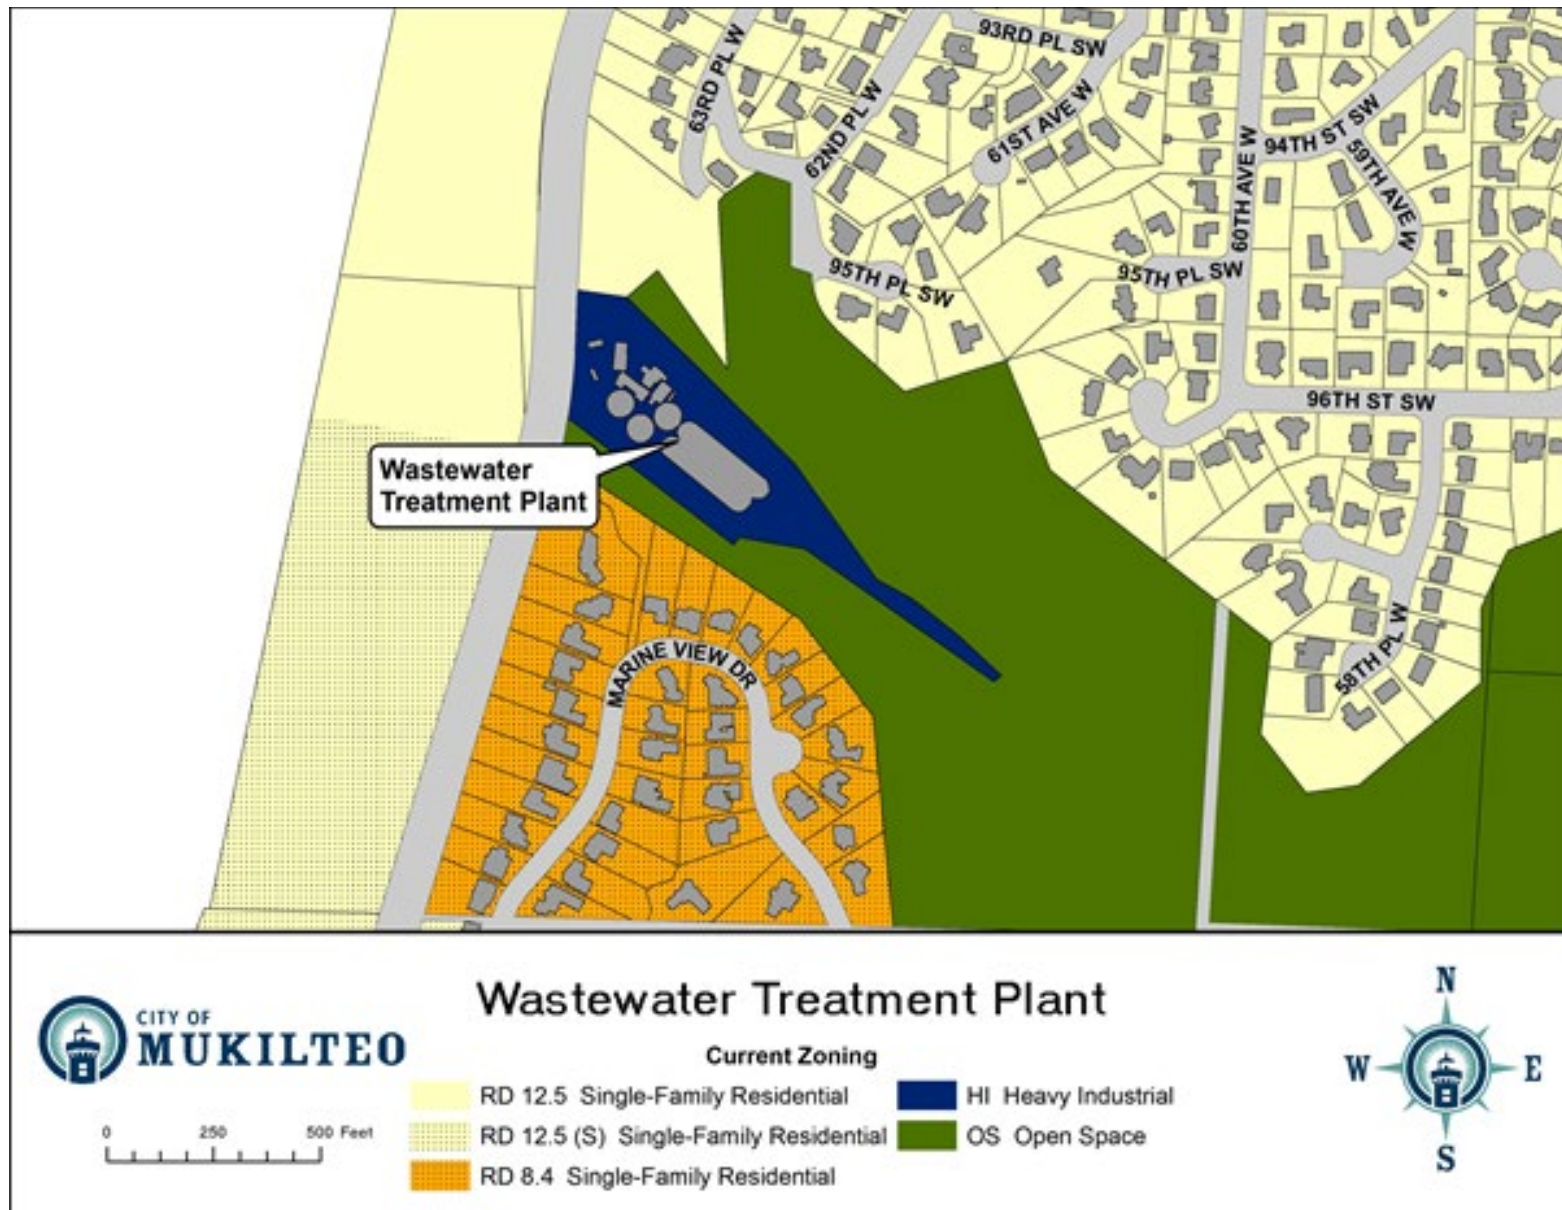 93RD PL SW
63RD PL W
62ND PL W
61ST AVE W
94TH ST SW
59TH AVE W
60TH AVE W
95TH PL SW
95TH PL SW
96TH ST SW
Wastewater
Treatment Plant
58TH PL W
MARINE VIEW DR
Wastewater Treatment Plant
CITY OF
MUKILTEO
Current Zoning
RD 12.5 Single-Family Residential
RD 12.5 (S) Single-Family Residential
RD 8.4 Single-Family Residential
HI Heavy Industrial
OS Open Space
0 250 500 Feet
N
W E
S